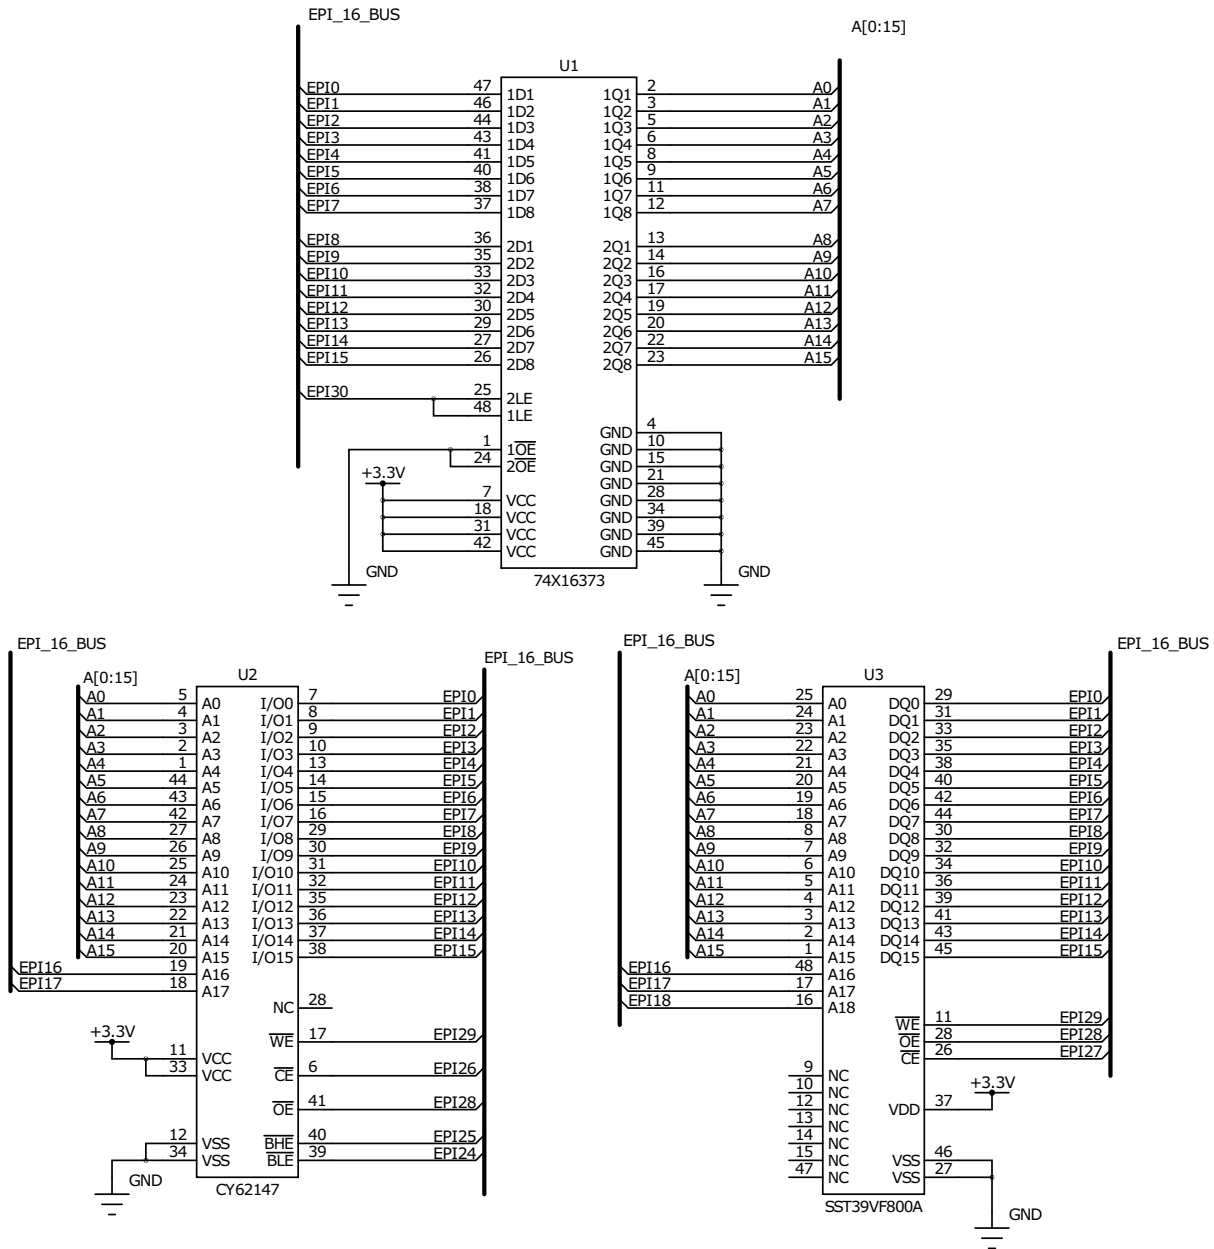 EPI_16_BUS
A[0:15]
U1
EPI0 47 1D1 1Q1 2 A0
EPI1 46 1D2 1Q2 3 A1
EPI2 44 1D3 1Q3 5 A2
EPI3 43 1D4 1Q4 6 A3
EPI4 41 1D5 1Q5 8 A4
EPI5 40 1D6 1Q6 9 A5
EPI6 38 1D7 1Q7 11 A6
EPI7 37 1D8 1Q8 12 A7
EPI8 36 2D1 2Q1 13 A8
EPI9 35 2D2 2Q2 14 A9
EPI10 33 2D3 2Q3 16 A10
EPI11 32 2D4 2Q4 17 A11
EPI12 30 2D5 2Q5 19 A12
EPI13 29 2D6 2Q6 20 A13
EPI14 27 2D7 2Q7 22 A14
EPI15 26 2D8 2Q8 23 A15
EPI30 25 2LE
48 1LE
GND 4
1 1OE GND 10
24 2OE GND 15
+3.3V
GND 21
7 VCC GND 28
18 VCC GND 34
31 VCC GND 39
42 VCC GND 45
GND
74X16373
GND
EPI_16_BUS
A[0:15]
U2
EPI_16_BUS
A0 5 A0 I/O0 7 EPI0
A1 4 A1 I/O1 8 EPI1
A2 3 A2 I/O2 9 EPI2
A3 2 A3 I/O3 10 EPI3
A4 1 A4 I/O4 13 EPI4
A5 44 A5 I/O5 14 EPI5
A6 43 A6 I/O6 15 EPI6
A7 42 A7 I/O7 16 EPI7
A8 27 A8 I/O8 29 EPI8
A9 26 A9 I/O9 30 EPI9
A10 25 A10 I/O10 31 EPI10
A11 24 A11 I/O11 32 EPI11
A12 23 A12 I/O12 35 EPI12
A13 22 A13 I/O13 36 EPI13
A14 21 A14 I/O14 37 EPI14
A15 20 A15 I/O15 38 EPI15
EPI16 19 A16
EPI17 18 A17
NC 28
+3.3V
WE 17 EPI29
11 VCC
33 VCC CE 6 EPI26
OE 41 EPI28
12 VSS BHE 40 EPI25
34 VSS BLE 39 EPI24
GND
CY62147
EPI_16_BUS
A[0:15]
U3
EPI_16_BUS
A0 25 A0 DQ0 29 EPI0
A1 24 A1 DQ1 31 EPI1
A2 23 A2 DQ2 33 EPI2
A3 22 A3 DQ3 35 EPI3
A4 21 A4 DQ4 38 EPI4
A5 20 A5 DQ5 40 EPI5
A6 19 A6 DQ6 42 EPI6
A7 18 A7 DQ7 44 EPI7
A8 8 A8 DQ8 30 EPI8
A9 7 A9 DQ9 32 EPI9
A10 6 A10 DQ10 34 EPI10
A11 5 A11 DQ11 36 EPI11
A12 4 A12 DQ12 39 EPI12
A13 3 A13 DQ13 41 EPI13
A14 2 A14 DQ14 43 EPI14
A15 1 A15 DQ15 45 EPI15
EPI16 48 A16
EPI17 17 A17
EPI18 16 A18
WE 11 EPI29
OE 28 EPI28
CE 26 EPI27
9 NC
10 NC
+3.3V
12 NC VDD 37
13 NC
14 NC
15 NC VSS 46
47 NC VSS 27
SST39VF800A
GND